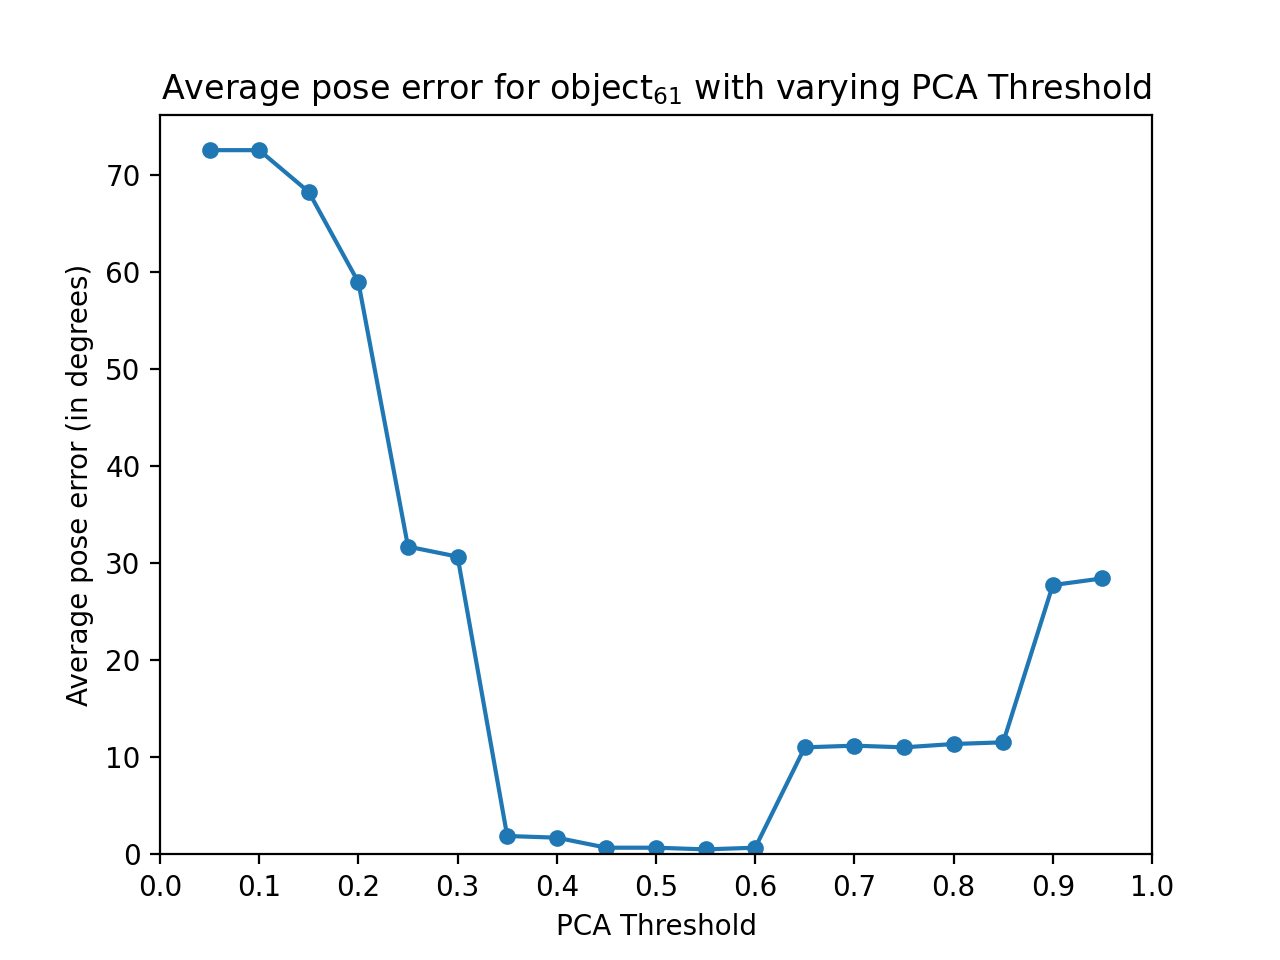 Average pose error for object₆₁ with varying PCA Threshold
Average pose error (in degrees)
70
60
50
40
30
20
10
0
0.0 0.1 0.2 0.3 0.4 0.5 0.6 0.7 0.8 0.9 1.0
PCA Threshold